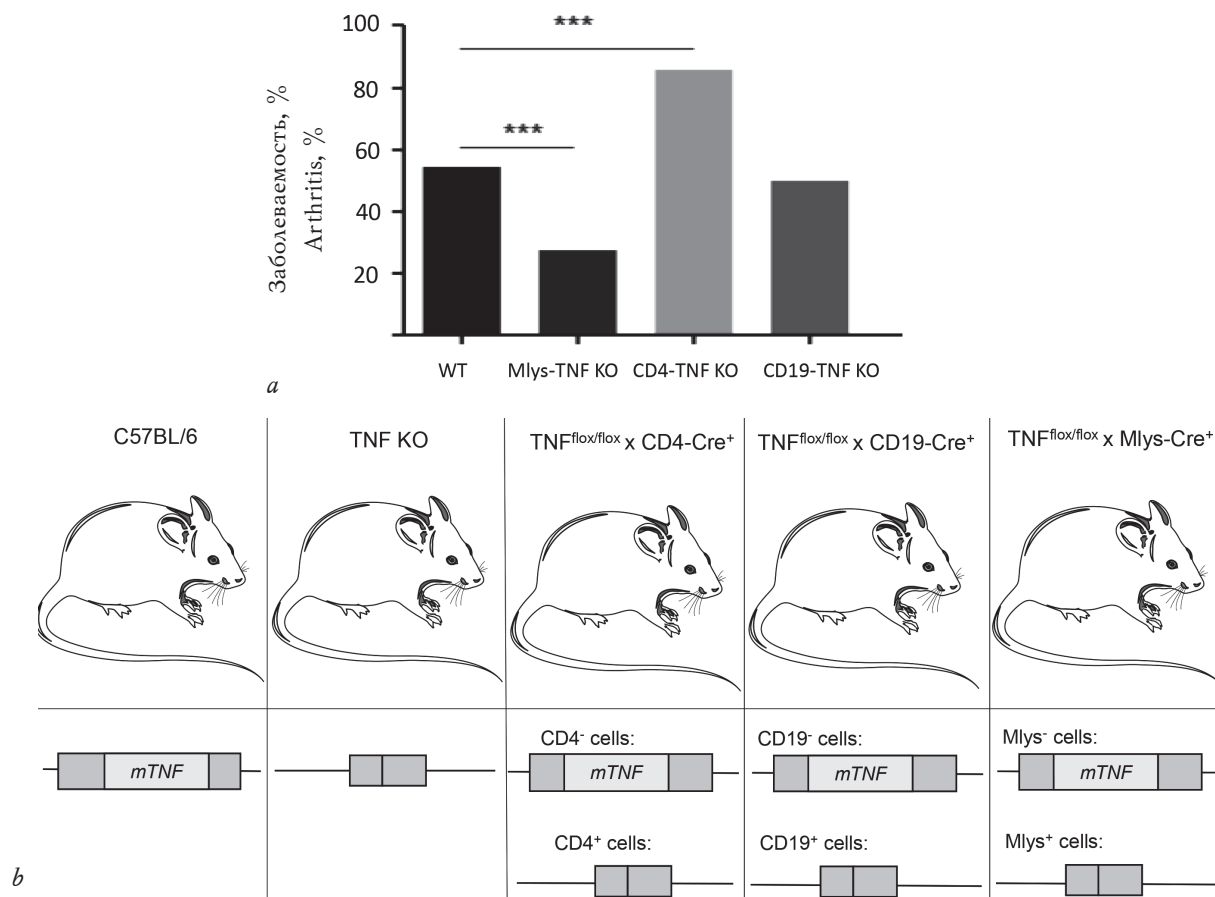 Заболеваемость, %
Arthritis, %
100
80
60
40
20
***
***
WT
Mlys-TNF KO
CD4-TNF KO
CD19-TNF KO
a
C57BL/6
TNF KO
TNFflox/flox x CD4-Cre+
TNFflox/flox x CD19-Cre+
TNFflox/flox x Mlys-Cre+
mTNF
CD4- cells:
mTNF
CD4+ cells:
CD19- cells:
mTNF
CD19+ cells:
Mlys- cells:
mTNF
Mlys+ cells:
b